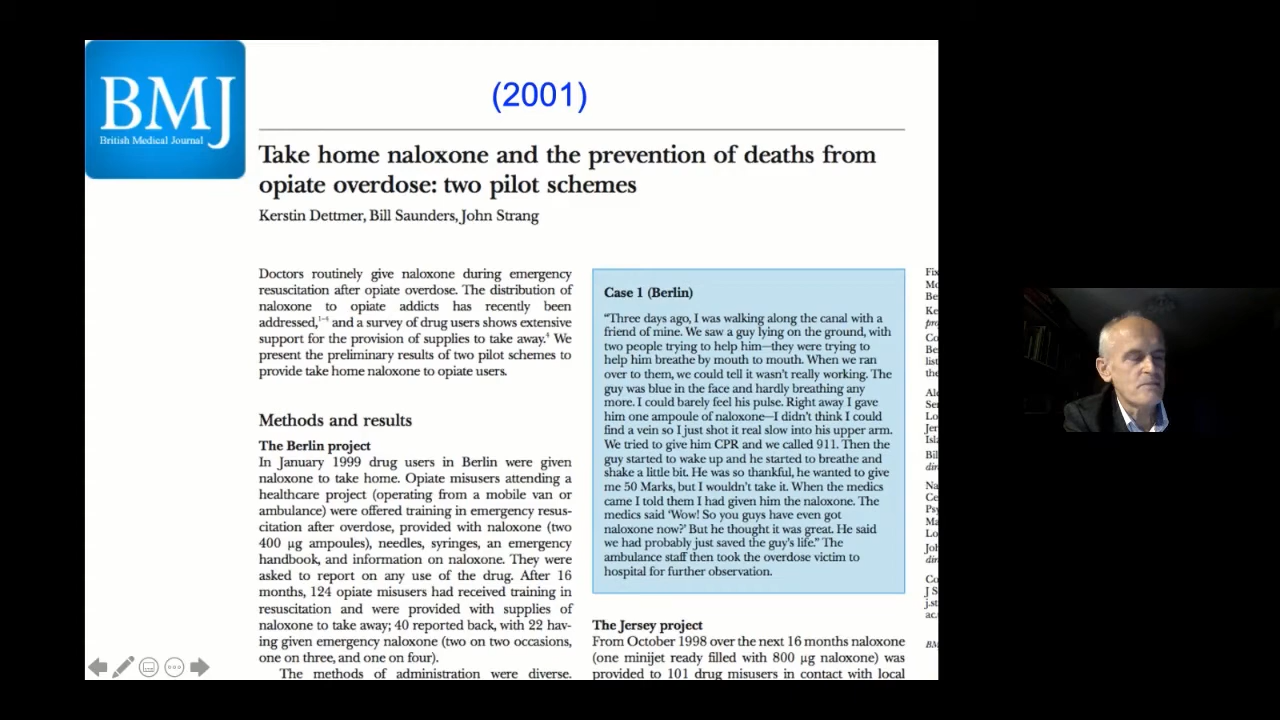 BMJ
British Medical Journal
(2001)
Take home naloxone and the prevention of deaths from
opiate overdose: two pilot schemes
Kerstin Dettmer, Bill Saunders, John Strang
Doctors routinely give naloxone during emergency
resuscitation after opiate overdose. The distribution of
naloxone to opiate addicts has recently been
addressed,¹⁻⁴ and a survey of drug users shows extensive
support for the provision of supplies to take away.⁴ We
present the preliminary results of two pilot schemes to
provide take home naloxone to opiate users.
Methods and results
The Berlin project
In January 1999 drug users in Berlin were given
naloxone to take home. Opiate misusers attending a
healthcare project (operating from a mobile van or
ambulance) were offered training in emergency resus-
citation after overdose, provided with naloxone (two
400 μg ampoules), needles, syringes, an emergency
handbook, and information on naloxone. They were
asked to report on any use of the drug. After 16
months, 124 opiate misusers had received training in
resuscitation and were provided with supplies of
naloxone to take away; 40 reported back, with 22 hav-
ing given emergency naloxone (two on two occasions,
one on three, and one on four).
The methods of administration were diverse.
Case 1 (Berlin)
"Three days ago, I was walking along the canal with a
friend of mine. We saw a guy lying on the ground, with
two people trying to help him—they were trying to
help him breathe by mouth to mouth. When we ran
over to them, we could tell it wasn't really working. The
guy was blue in the face and hardly breathing any
more. I could barely feel his pulse. Right away I gave
him one ampoule of naloxone—I didn't think I could
find a vein so I just shot it real slow into his upper arm.
We tried to give him CPR and we called 911. Then the
guy started to wake up and he started to breathe and
shake a little bit. He was so thankful, he wanted to give
me 50 Marks, but I wouldn't take it. When the medics
came I told them I had given him the naloxone. The
medics said 'Wow! So you guys have even got
naloxone now?' But he thought it was great. He said
we had probably just saved the guy's life." The
ambulance staff then took the overdose victim to
hospital for further observation.
The Jersey project
From October 1998 over the next 16 months naloxone
(one minijet ready filled with 800 μg naloxone) was
provided to 101 drug misusers in contact with local